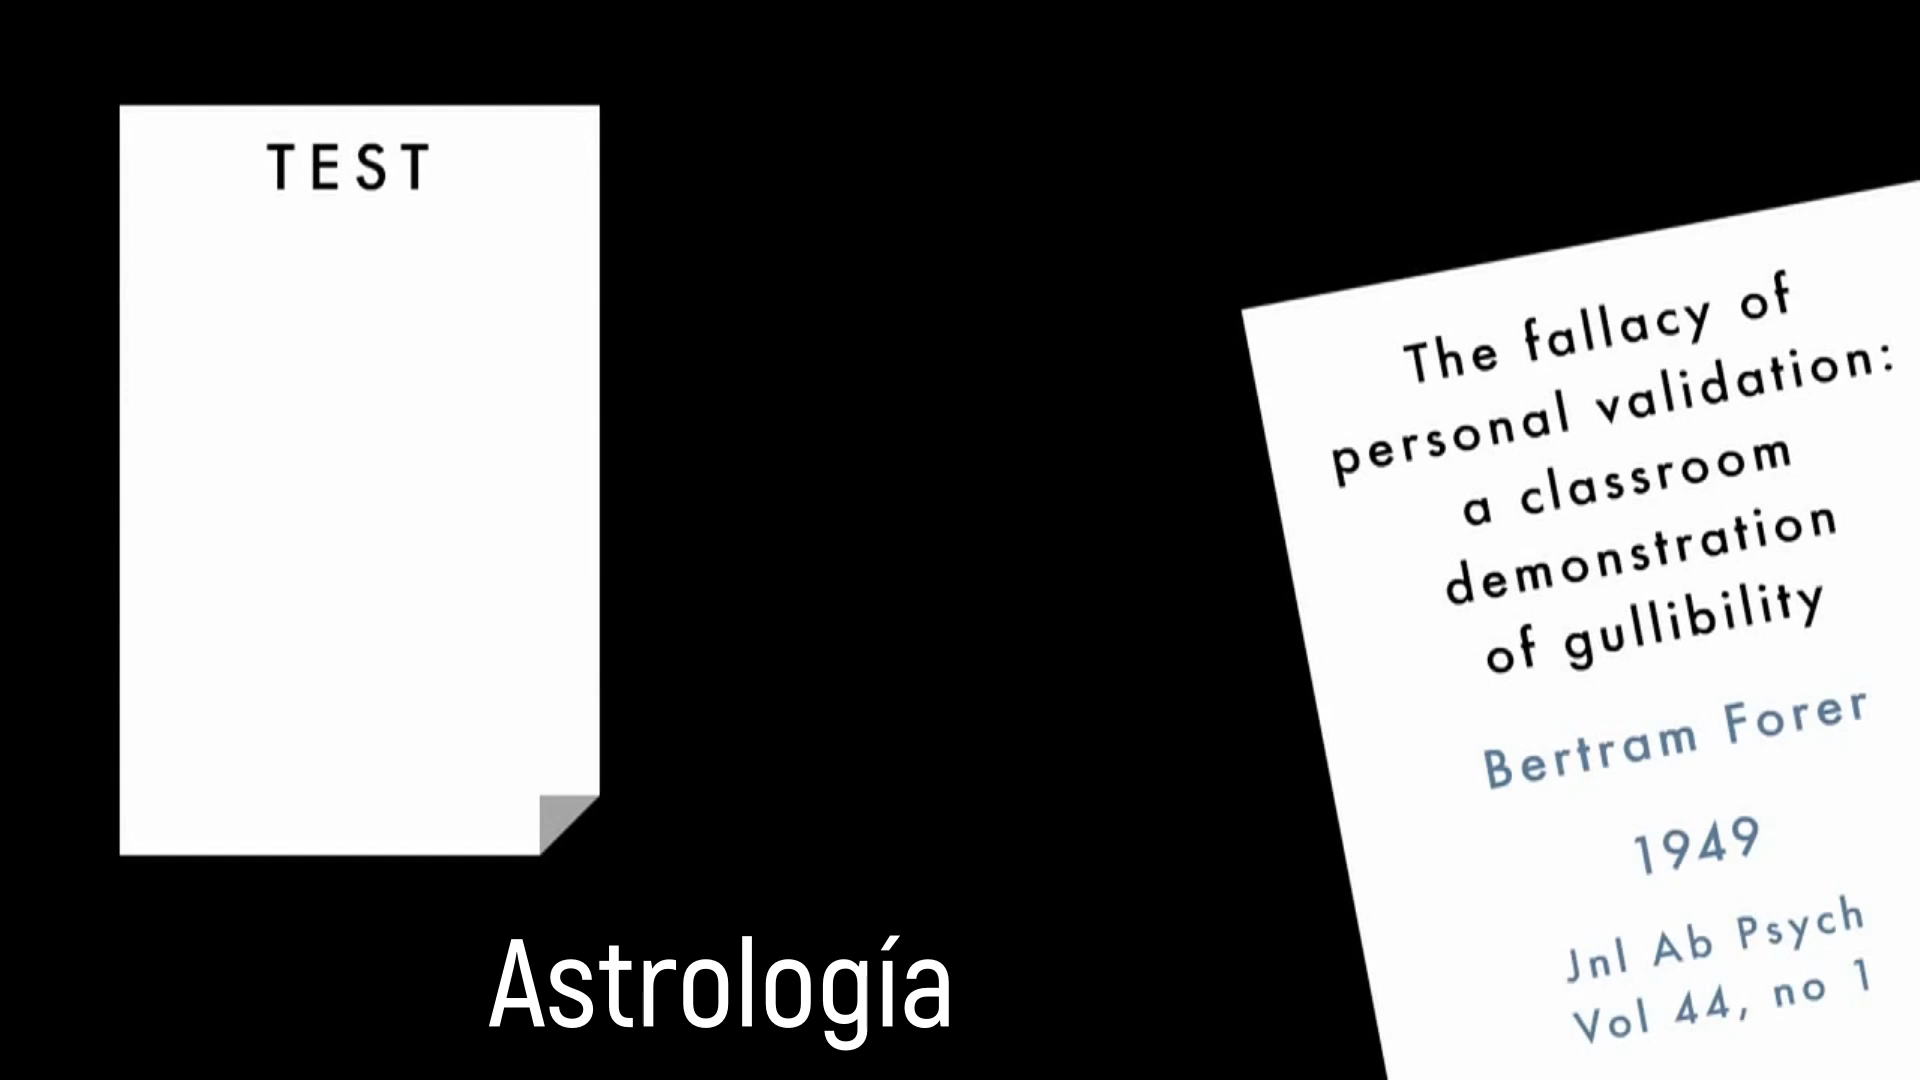 TEST
The fallacy of
personal validation:
a classroom
demonstration
of gullibility
Bertram Forer
1949
Jnl Ab Psych
Vol 44, no 1
Astrología